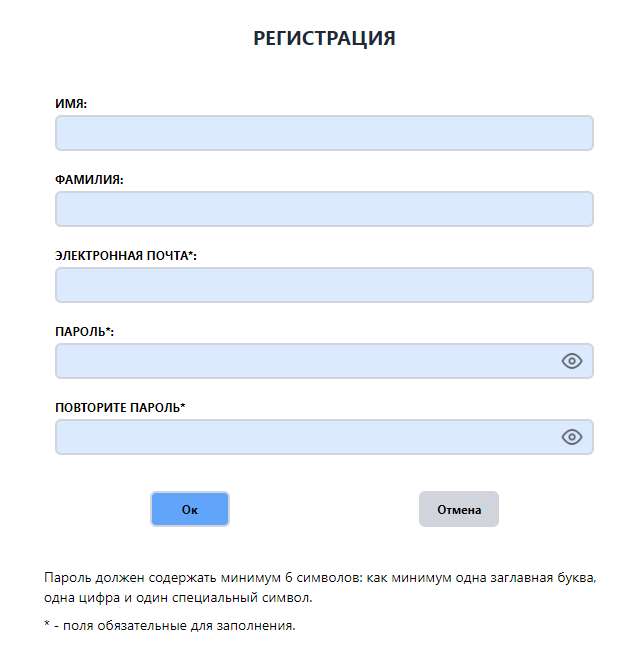 РЕГИСТРАЦИЯ
ИМЯ:
ФАМИЛИЯ:
ЭЛЕКТРОННАЯ ПОЧТА*:
ПАРОЛЬ*:
ПОВТОРИТЕ ПАРОЛЬ*
Ок
Отмена
Пароль должен содержать минимум 6 символов: как минимум одна заглавная буква,
одна цифра и один специальный символ.
* - поля обязательные для заполнения.